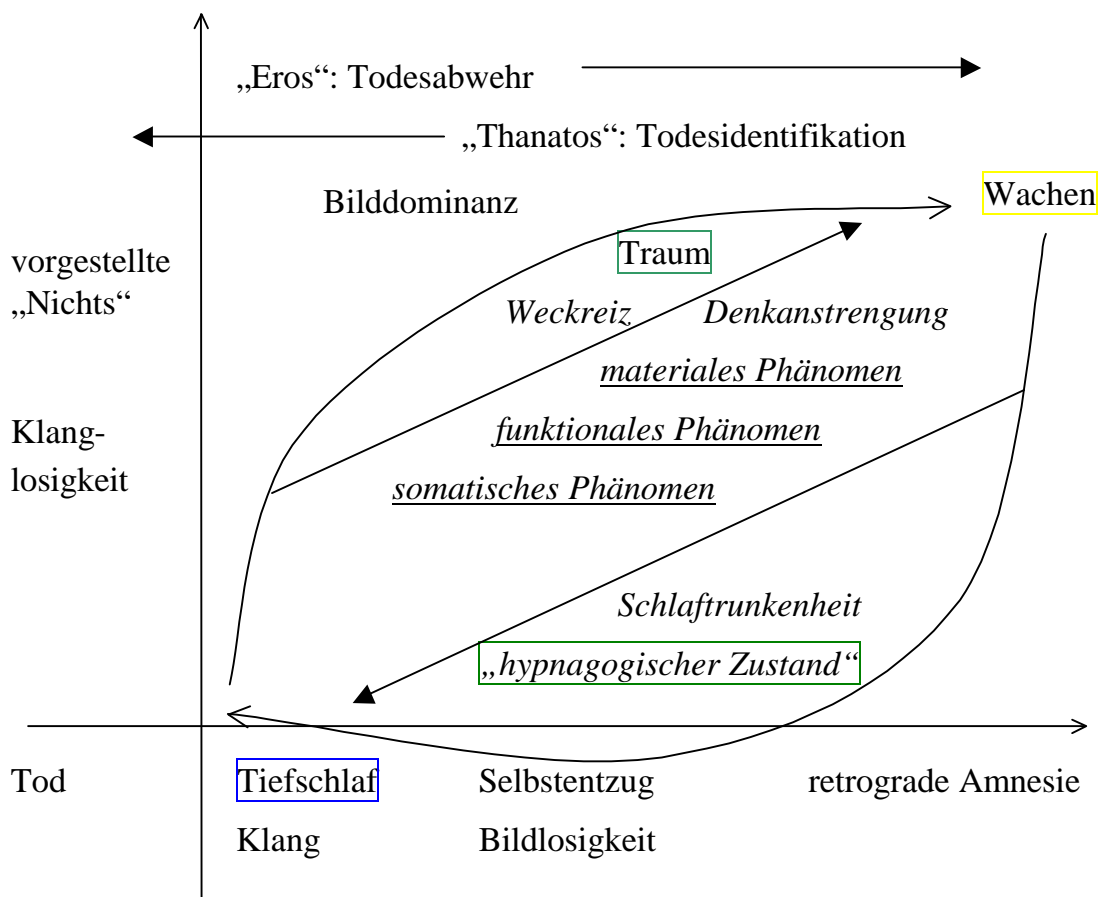 „Eros“: Todesabwehr
„Thanatos“: Todesidentifikation
Bilddominanz
Wachen
Traum
vorgestellte
„Nichts“
Weckreiz
Denkanstrengung
materiales Phänomen
Klang-
losigkeit
funktionales Phänomen
somatisches Phänomen
Schlaftrunkenheit
„hypnagogischer Zustand“
Tod
Tiefschlaf
Selbstentzug
retrograde Amnesie
Klang
Bildlosigkeit